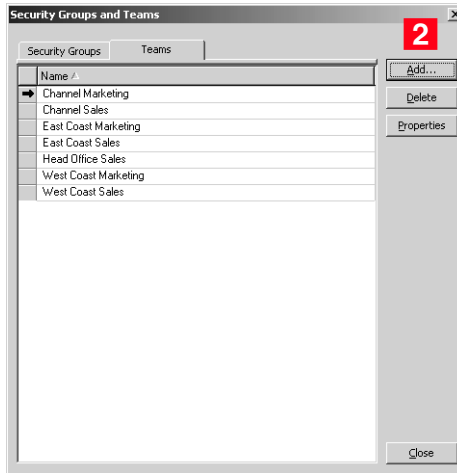 Security Groups and Teams
2
Security Groups
Teams
Add...
Name
Delete
Channel Marketing
Channel Sales
Properties
East Coast Marketing
East Coast Sales
Head Office Sales
West Coast Marketing
West Coast Sales
Close